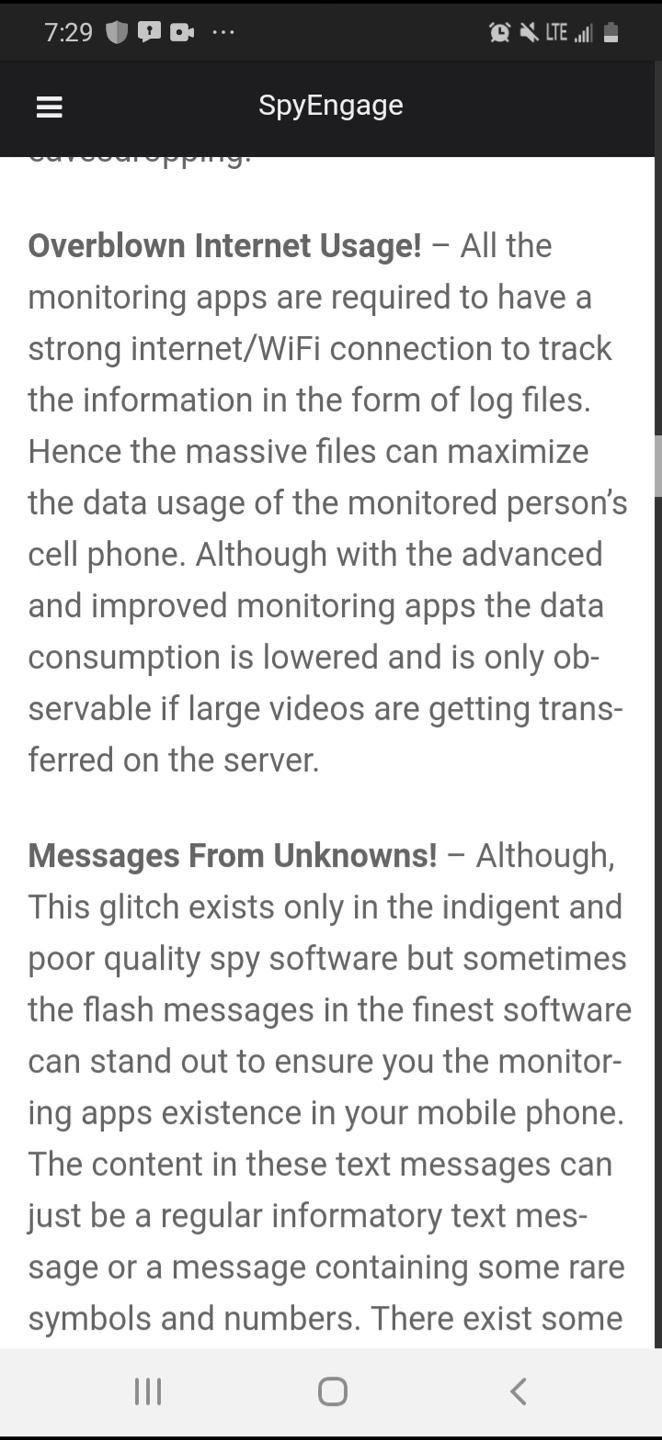 7:29 ... LTE
SpyEngage
eavesdropping.
Overblown Internet Usage! – All the
monitoring apps are required to have a
strong internet/WiFi connection to track
the information in the form of log files.
Hence the massive files can maximize
the data usage of the monitored person's
cell phone. Although with the advanced
and improved monitoring apps the data
consumption is lowered and is only ob-
servable if large videos are getting trans-
ferred on the server.
Messages From Unknowns! – Although,
This glitch exists only in the indigent and
poor quality spy software but sometimes
the flash messages in the finest software
can stand out to ensure you the monitor-
ing apps existence in your mobile phone.
The content in these text messages can
just be a regular informatory text mes-
sage or a message containing some rare
symbols and numbers. There exist some